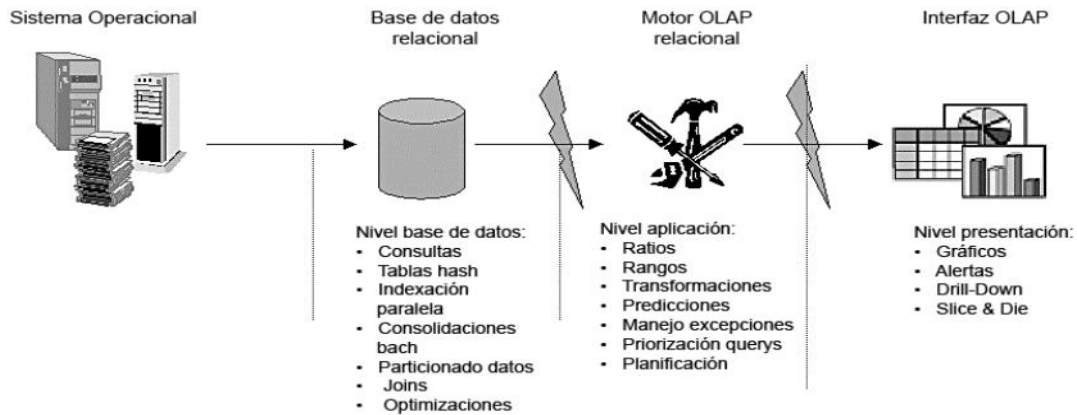 Sistema Operacional
Base de datos
relacional
Motor OLAP
relacional
Interfaz OLAP
Nivel base de datos:
• Consultas
• Tablas hash
• Indexación
paralela
• Consolidaciones
bach
• Particionado datos
• Joins
• Optimizaciones
Nivel aplicación:
• Ratios
• Rangos
• Transformaciones
• Predicciones
• Manejo excepciones
• Priorización querys
• Planificación
Nivel presentación:
• Gráficos
• Alertas
• Drill-Down
• Slice & Die